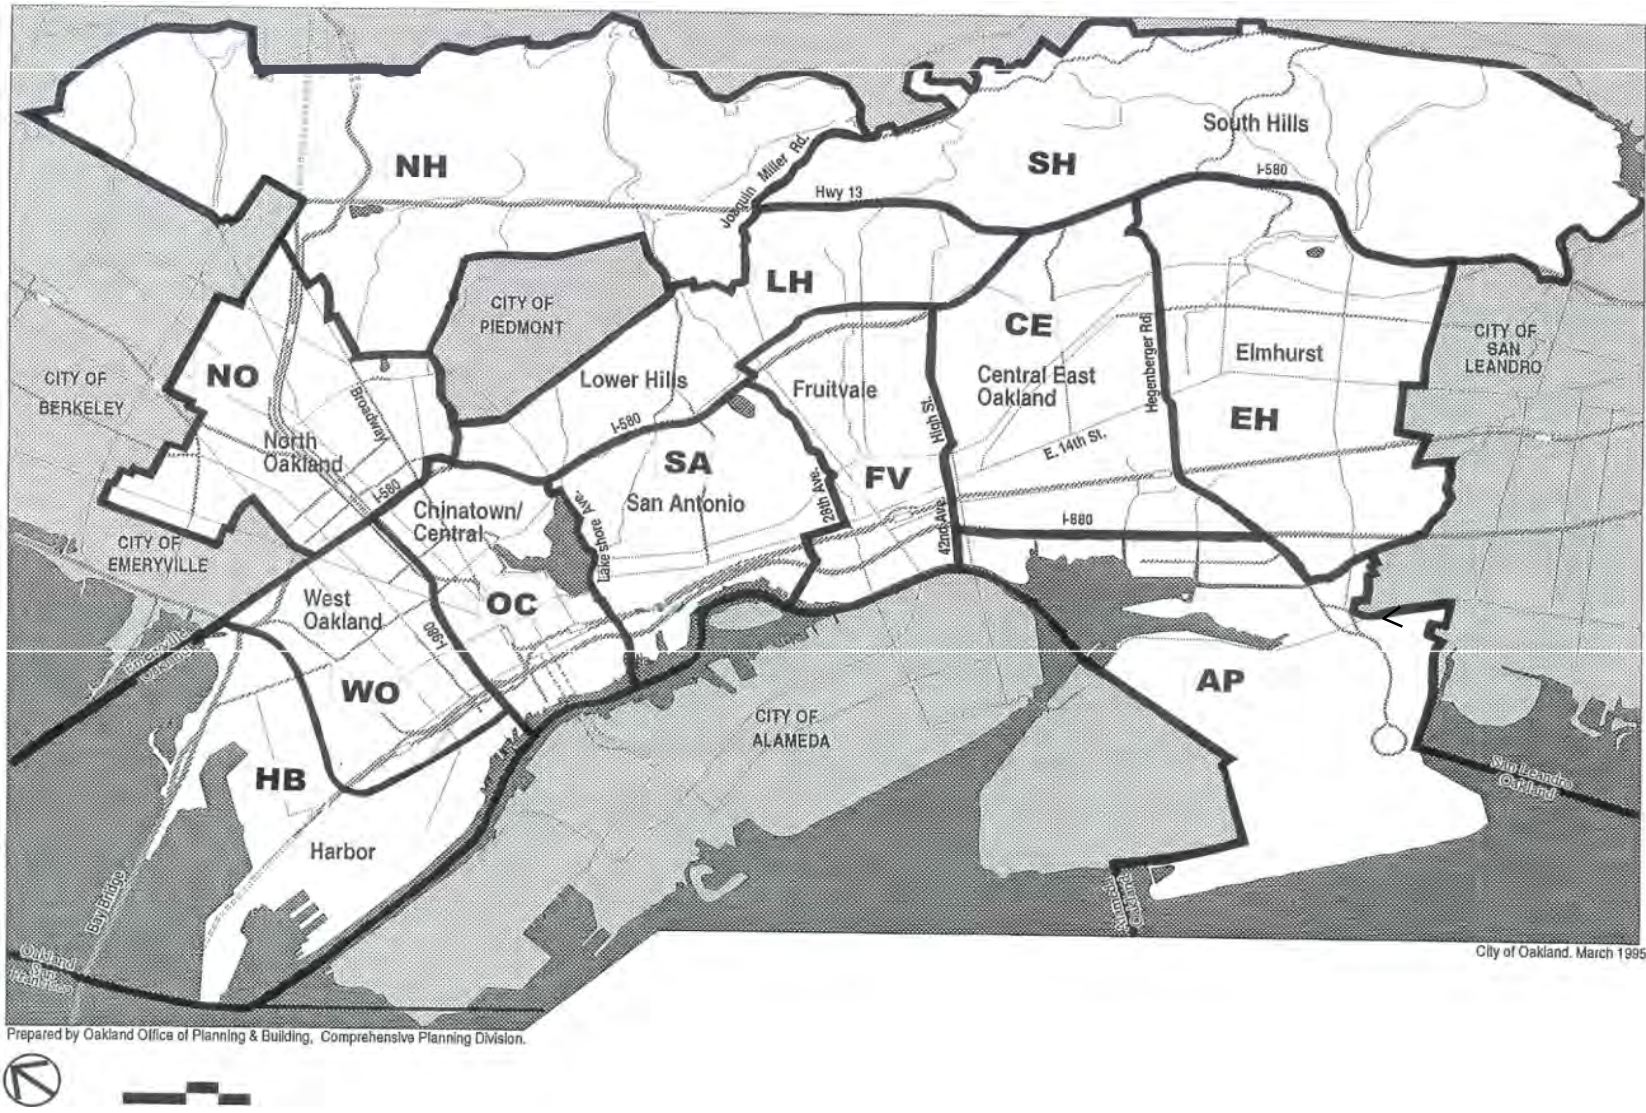 South Hills
NH
SH
I-580
Joaquin Miller Rd.
Hwy 13
LH
CITY OF
PIEDMONT
CE
CITY OF
SAN
LEANDRO
Hegenberger Rd.
Elmhurst
NO
CITY OF
BERKELEY
Lower Hills
Fruitvale
Central East
Oakland
Broadway
I-580
High St.
EH
North
Oakland
E. 14th St.
SA
FV
I-580
San Antonio
Chinatown/
Central
Lakeshore Ave.
28th Ave.
42nd Ave.
I-880
CITY OF
EMERYVILLE
West
Oakland
OC
I-980
Emeryville
Oakland
WO
AP
CITY OF
ALAMEDA
HB
San Leandro
Oakland
Harbor
Bay Bridge
Alameda
Oakland
Oakland
San
Francisco
City of Oakland. March 1995
Prepared by Oakland Office of Planning & Building, Comprehensive Planning Division.